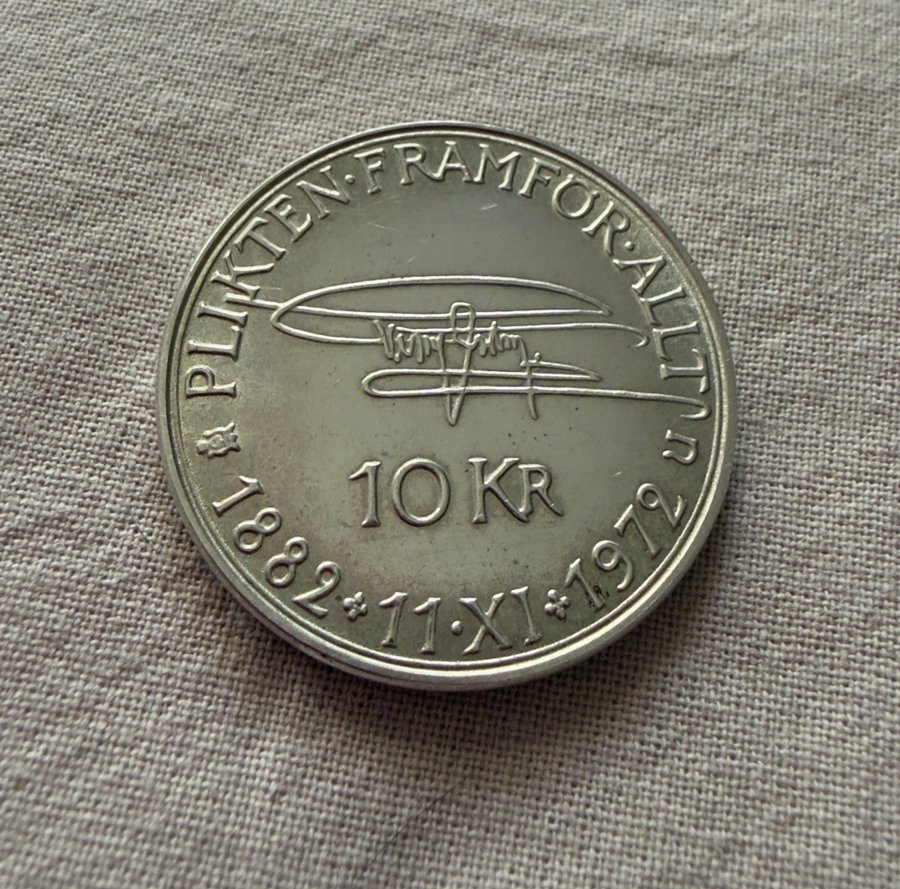 PLIKTEN·FRAMFÖR·ALLT U
10 KR
1882 11·XI 1972